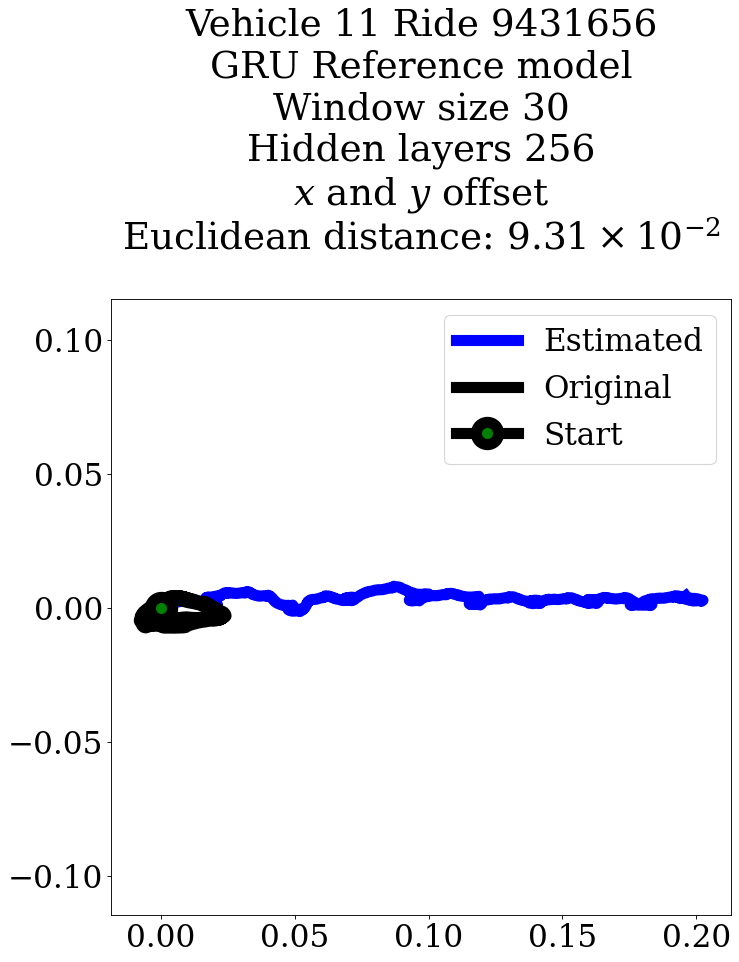 Vehicle 11 Ride 9431656
GRU Reference model
Window size 30
Hidden layers 256
x and y offset
Euclidean distance: 9.31 × 10⁻²
Estimated
Original
Start
0.10
0.05
0.00
−0.05
−0.10
0.00 0.05 0.10 0.15 0.20